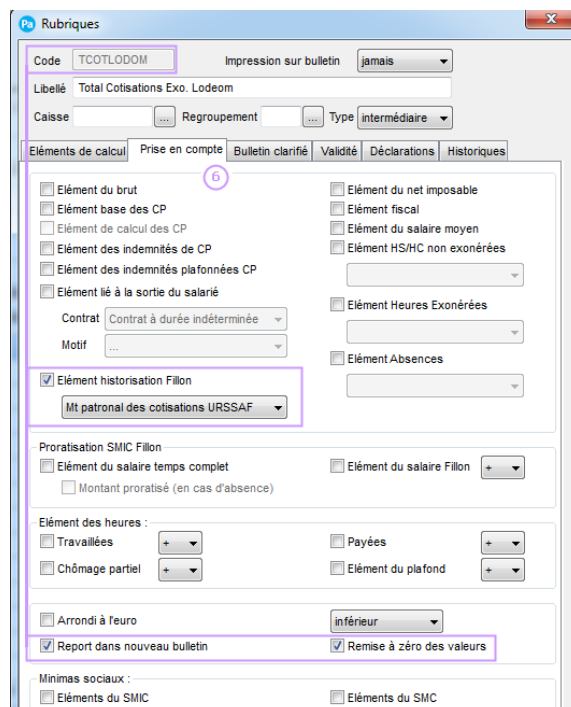 Pa Rubriques x
Code TCOTLODOM Impression sur bulletin jamais
Libellé Total Cotisations Exo. Lodeom
Caisse ... Regroupement ... Type intermédiaire
Eléments de calcul Prise en compte Bulletin clarifié Validité Déclarations Historiques
6
Elément du brut Elément du net imposable
Elément base des CP Elément fiscal
Elément de calcul des CP Elément du salaire moyen
Elément des indemnités de CP Elément HS/HC non exonérées
Elément des indemnités plafonnées CP
Elément lié à la sortie du salarié Elément Heures Exonérées
Contrat Contrat à durée indéterminée
Motif ...
Elément Absences
Elément historisation Fillon
Mt patronal des cotisations URSSAF
Proratisation SMIC Fillon
Elément du salaire temps complet Elément du salaire Fillon +
Montant proratisé (en cas d'absence)
Elément des heures :
Travaillées + Payées +
Chômage partiel + Elément du plafond +
Arrondi à l'euro inférieur
Report dans nouveau bulletin Remise à zéro des valeurs
Minimas sociaux :
Eléments du SMIC Eléments du SMC